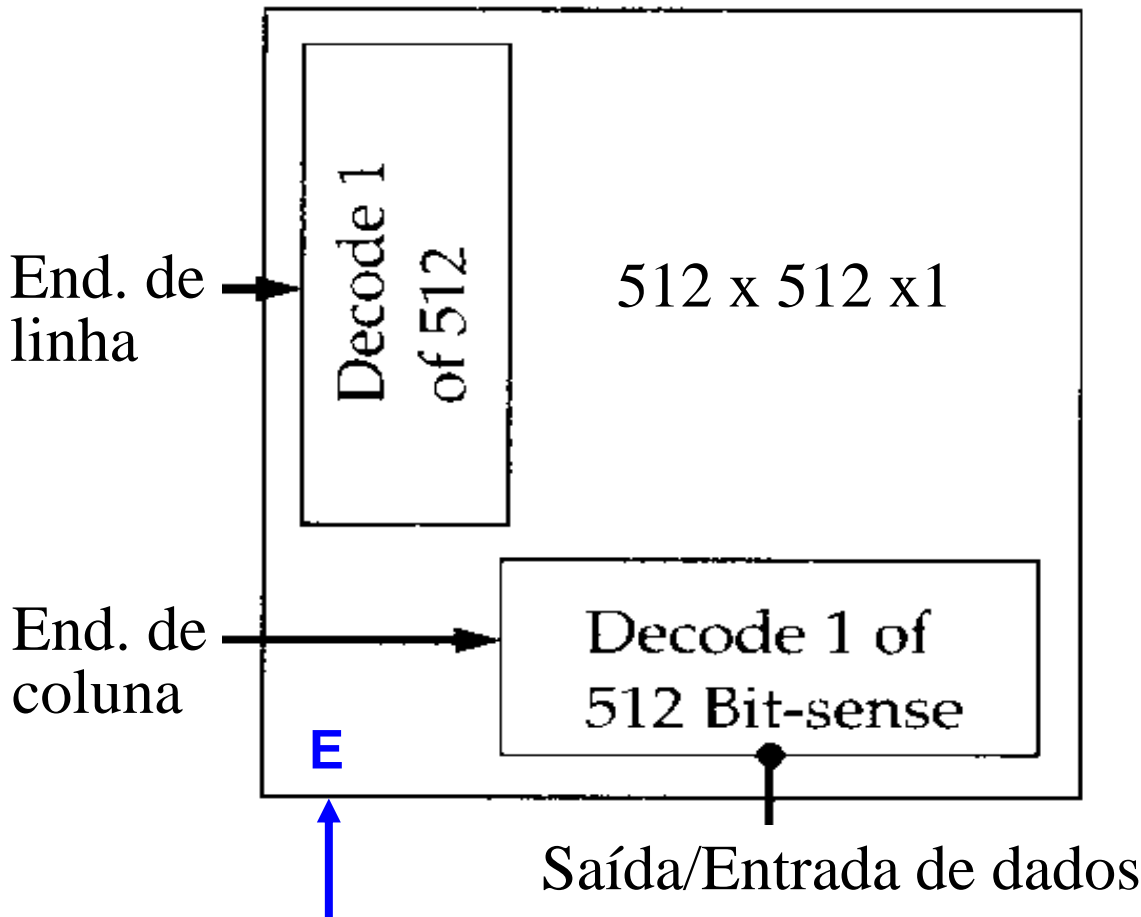 Decode 1
of 512
End. de
linha
512 x 512 x1
End. de
coluna
Decode 1 of
512 Bit-sense
E
Saída/Entrada de dados